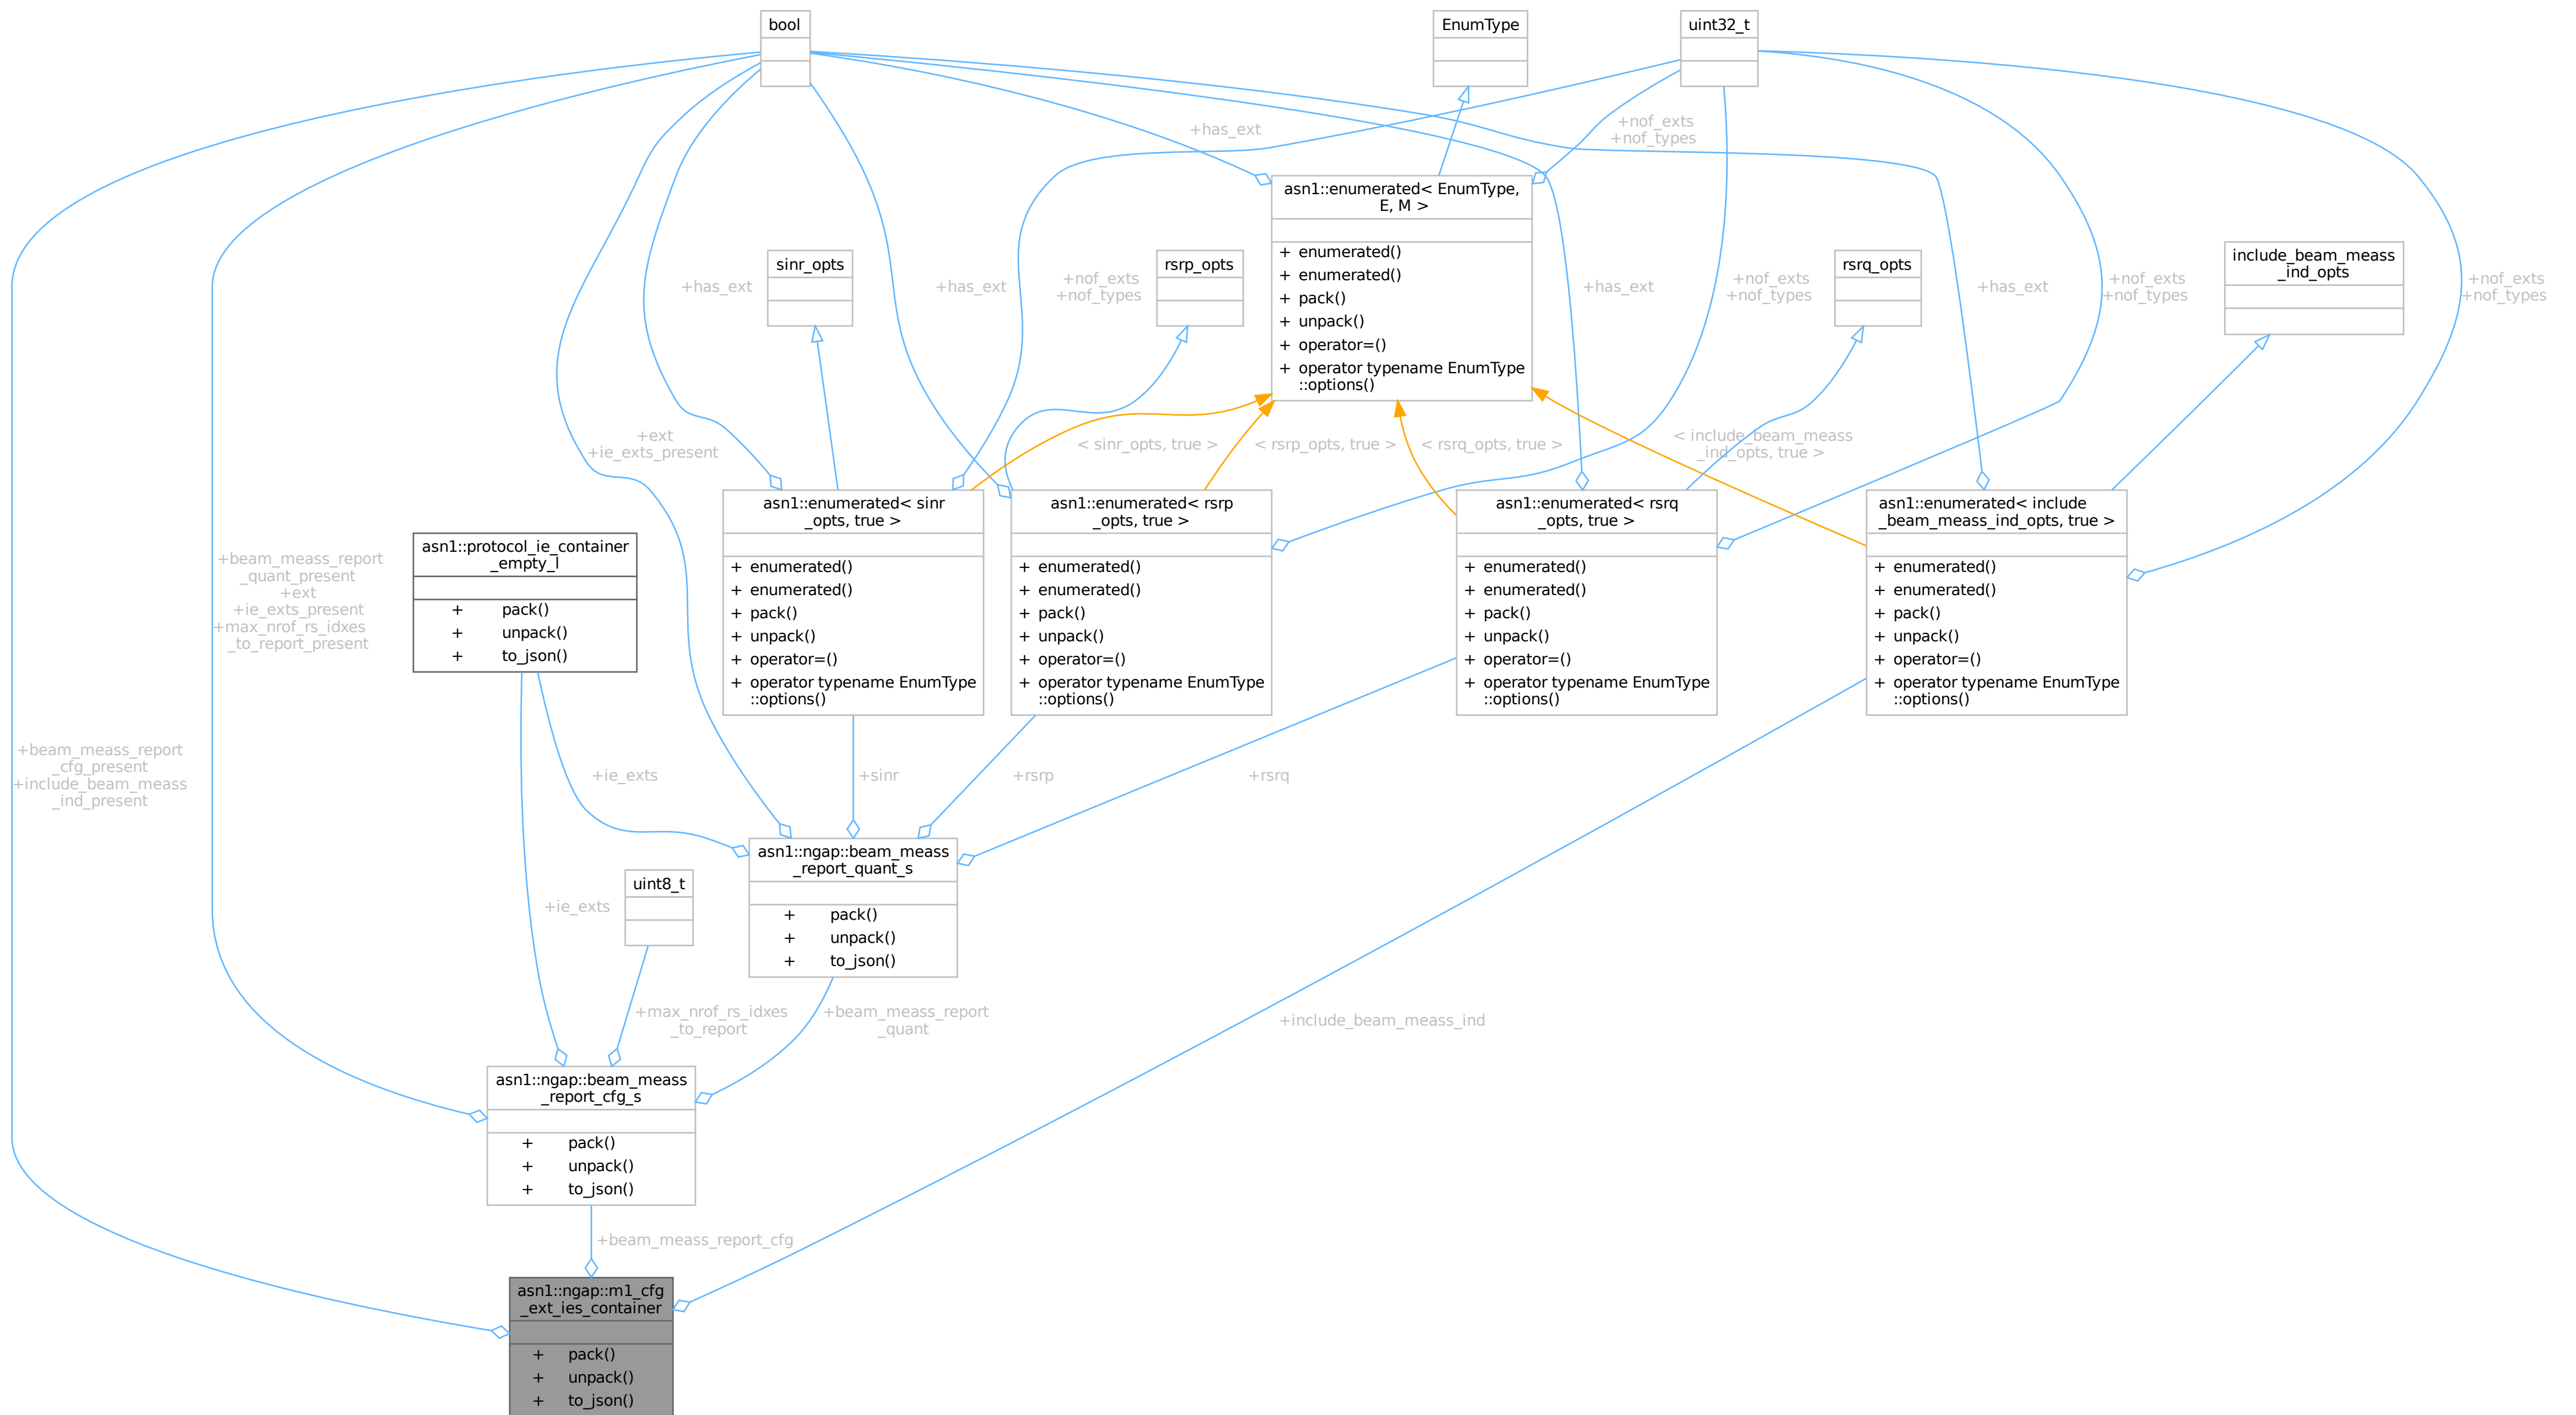 bool
EnumType
uint32_t
+has_ext
+nof_exts
+nof_types
asn1::enumerated< EnumType,
E, M >
+ enumerated()
+ enumerated()
+ pack()
+ unpack()
+ operator=()
+ operator typename EnumType
::options()
sinr_opts
rsrp_opts
rsrq_opts
include_beam_meass
_ind_opts
+has_ext
+has_ext
+nof_exts
+nof_types
+has_ext
+nof_exts
+nof_types
+has_ext
+nof_exts
+nof_types
+nof_exts
+nof_types
+ext
+ie_exts_present
< sinr_opts, true >
< rsrp_opts, true >
< rsrq_opts, true >
< include_beam_meass
_ind_opts, true >
asn1::protocol_ie_container
_empty_l
+ pack()
+ unpack()
+ to_json()
asn1::enumerated< sinr
_opts, true >
+ enumerated()
+ enumerated()
+ pack()
+ unpack()
+ operator=()
+ operator typename EnumType
::options()
asn1::enumerated< rsrp
_opts, true >
+ enumerated()
+ enumerated()
+ pack()
+ unpack()
+ operator=()
+ operator typename EnumType
::options()
asn1::enumerated< rsrq
_opts, true >
+ enumerated()
+ enumerated()
+ pack()
+ unpack()
+ operator=()
+ operator typename EnumType
::options()
asn1::enumerated< include
_beam_meass_ind_opts, true >
+ enumerated()
+ enumerated()
+ pack()
+ unpack()
+ operator=()
+ operator typename EnumType
::options()
+beam_meass_report
_quant_present
+ext
+ie_exts_present
+max_nrof_rs_idxes
_to_report_present
+beam_meass_report
_cfg_present
+include_beam_meass
_ind_present
+ie_exts
+sinr
+rsrp
+rsrq
asn1::ngap::beam_meass
_report_quant_s
+ pack()
+ unpack()
+ to_json()
uint8_t
+ie_exts
+max_nrof_rs_idxes
_to_report
+beam_meass_report
_quant
+include_beam_meass_ind
asn1::ngap::beam_meass
_report_cfg_s
+ pack()
+ unpack()
+ to_json()
+beam_meass_report_cfg
asn1::ngap::m1_cfg
_ext_ies_container
+ pack()
+ unpack()
+ to_json()